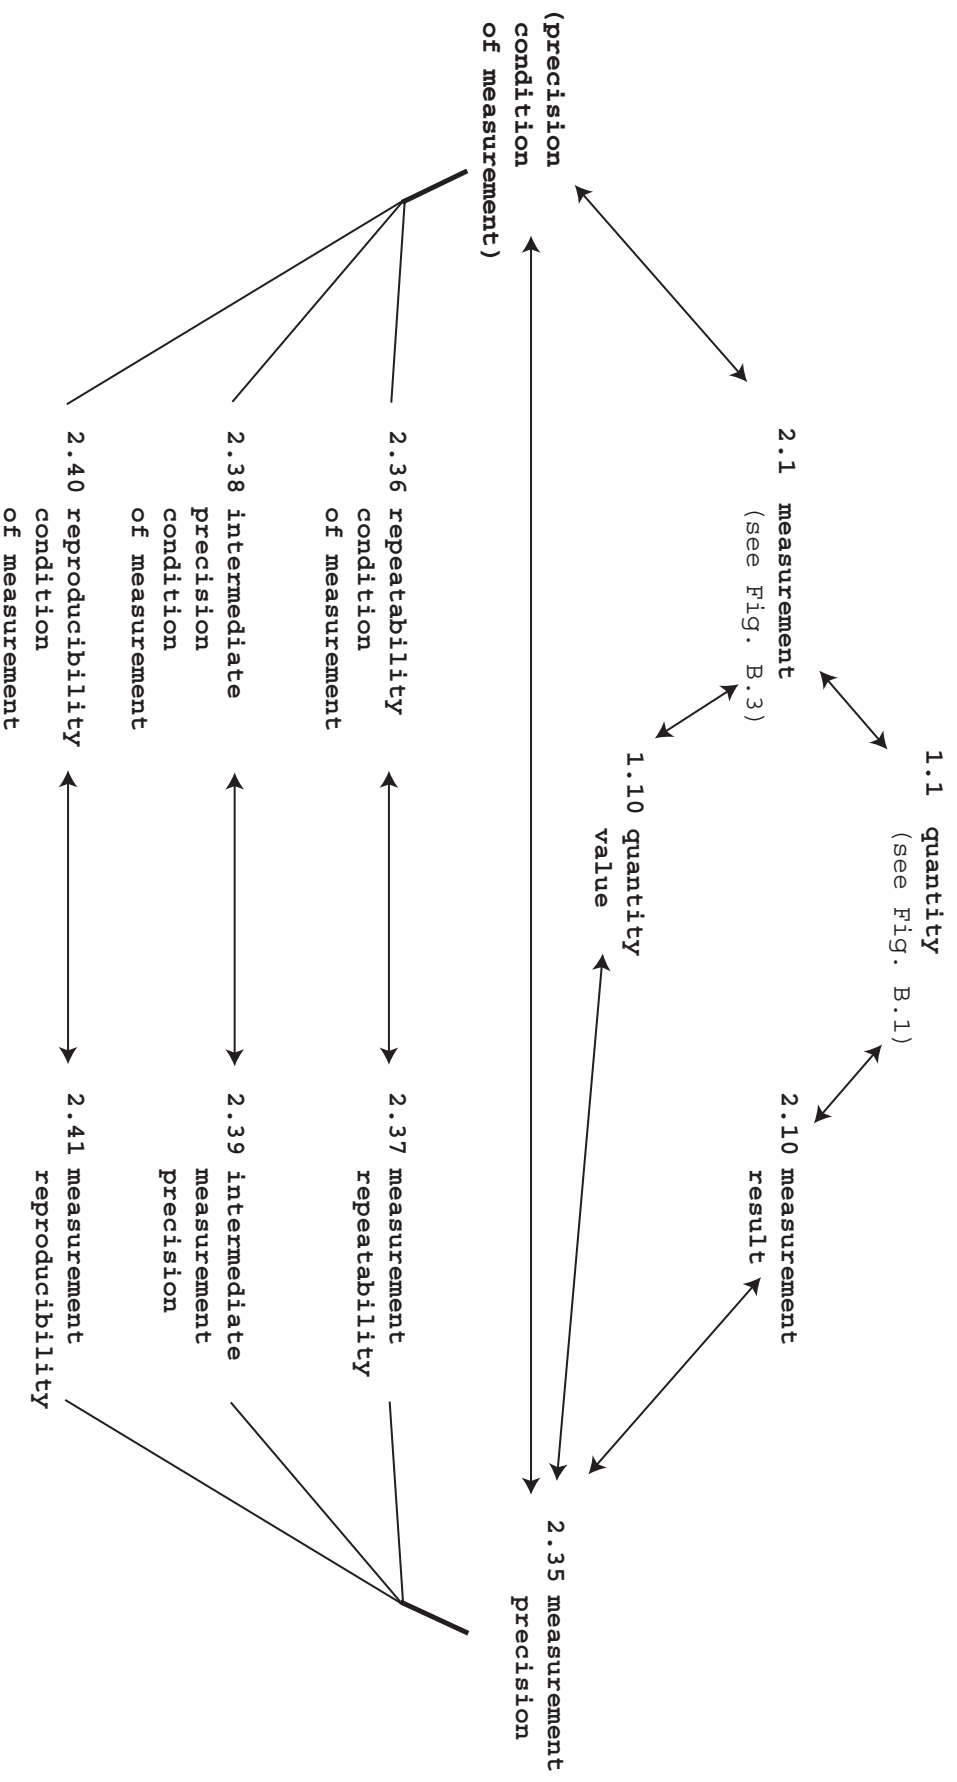 1.1 quantity
(see Fig. B.1)
2.1 measurement
(see Fig. B.3)
2.10 measurement
result
1.10 quantity
value
(precision
condition
of measurement)
2.35 measurement
precision
2.36 repeatability
condition
of measurement
2.37 measurement
repeatability
2.38 intermediate
precision
condition
of measurement
2.39 intermediate
measurement
precision
2.40 reproducibility
condition
of measurement
2.41 measurement
reproducibility